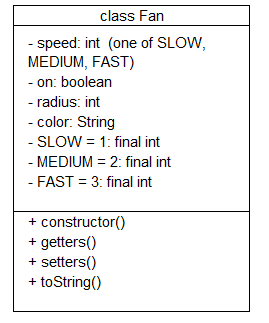 class Fan
- speed: int  (one of SLOW,
MEDIUM, FAST)
- on: boolean
- radius: int
- color: String
- SLOW = 1: final int
- MEDIUM = 2: final int
- FAST = 3: final int
+ constructor()
+ getters()
+ setters()
+ toString()